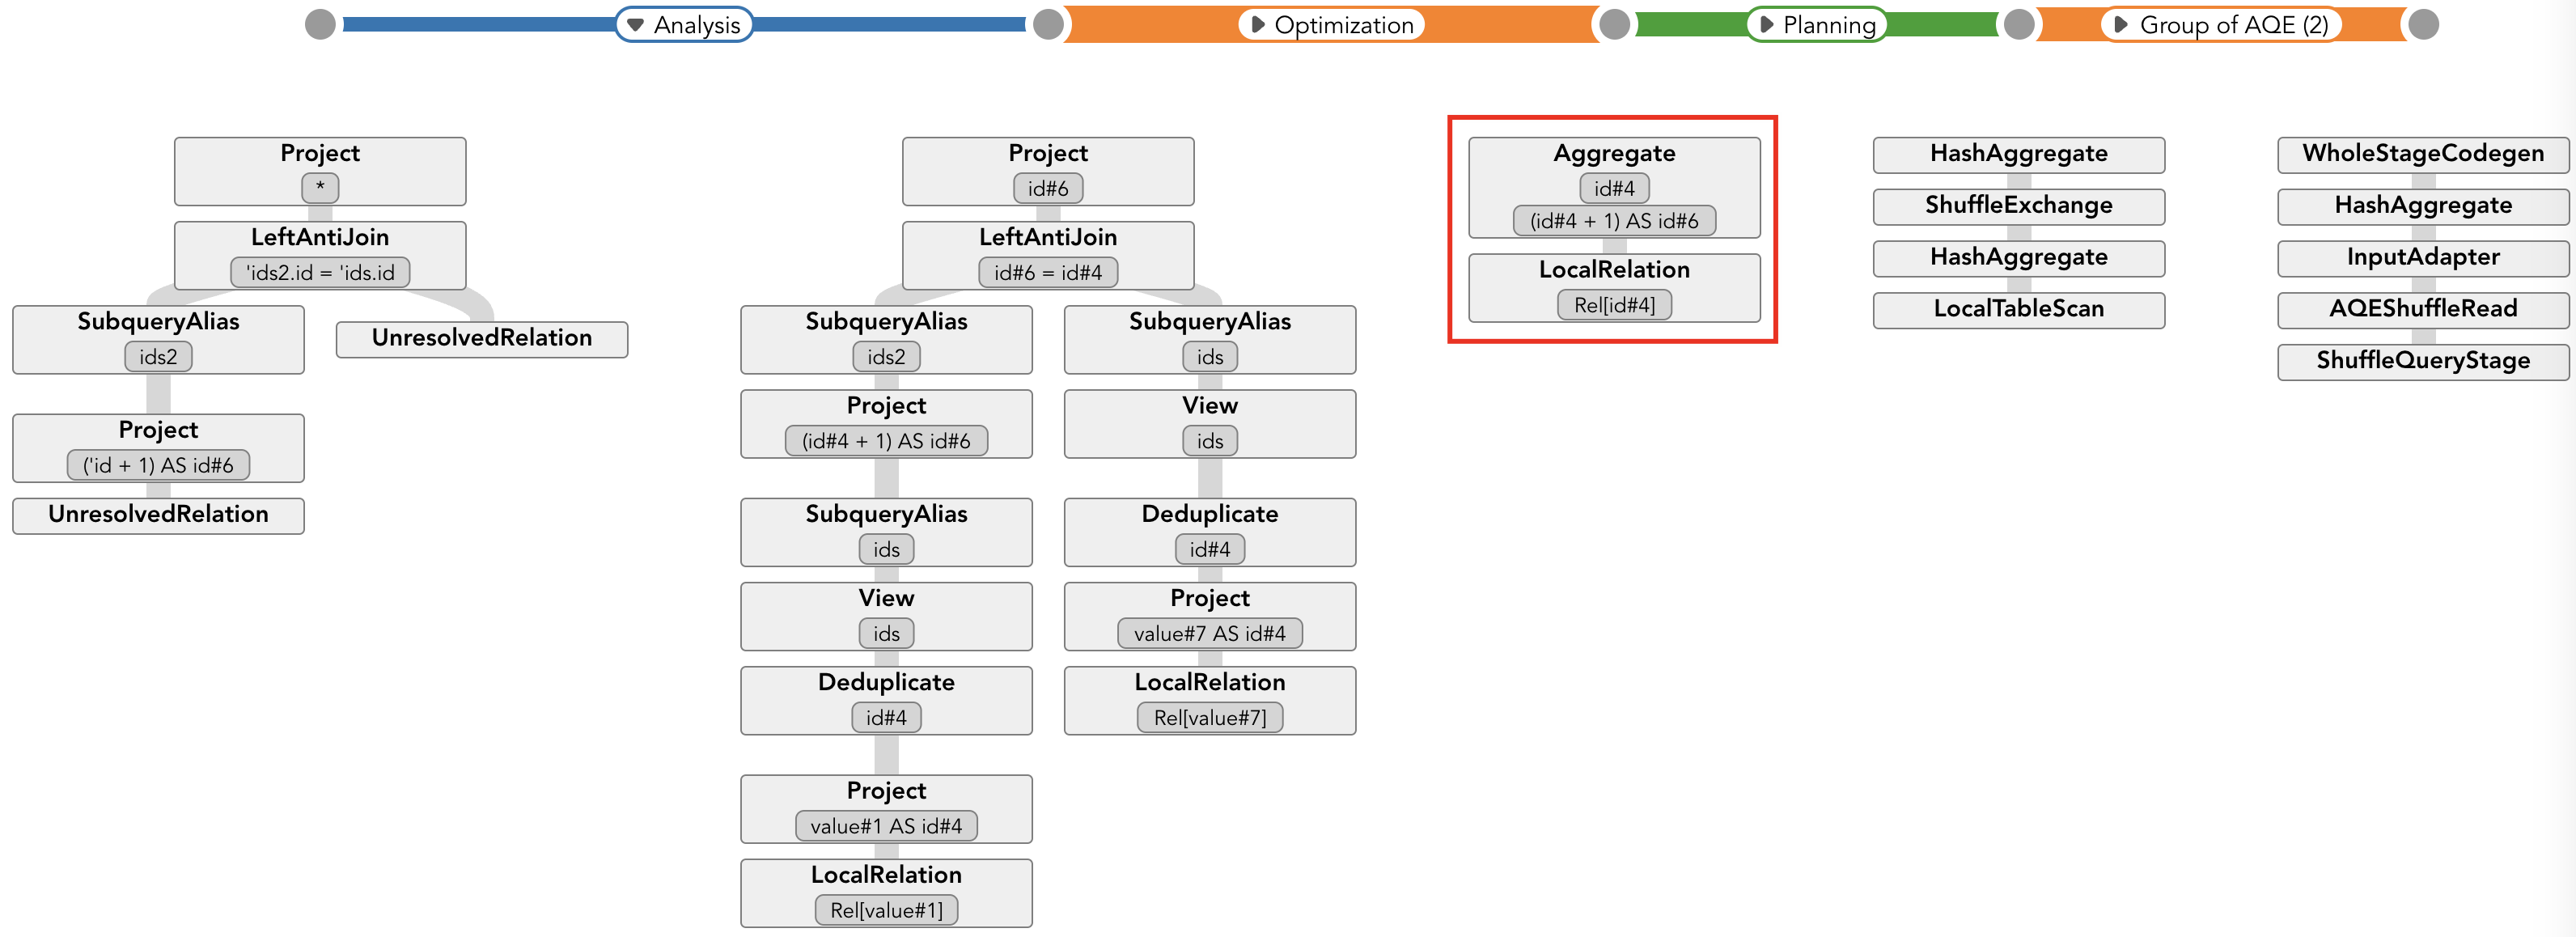 Analysis
Optimization
Planning
Group of AQE (2)
Project
*
LeftAntiJoin
'ids2.id = 'ids.id
SubqueryAlias
ids2
UnresolvedRelation
Project
('id + 1) AS id#6
UnresolvedRelation
Project
id#6
LeftAntiJoin
id#6 = id#4
SubqueryAlias
ids2
Project
(id#4 + 1) AS id#6
SubqueryAlias
ids
View
ids
Deduplicate
id#4
Project
value#1 AS id#4
LocalRelation
Rel[value#1]
SubqueryAlias
ids
View
ids
Deduplicate
id#4
Project
value#7 AS id#4
LocalRelation
Rel[value#7]
Aggregate
id#4
(id#4 + 1) AS id#6
LocalRelation
Rel[id#4]
HashAggregate
ShuffleExchange
HashAggregate
LocalTableScan
WholeStageCodegen
HashAggregate
InputAdapter
AQEShuffleRead
ShuffleQueryStage